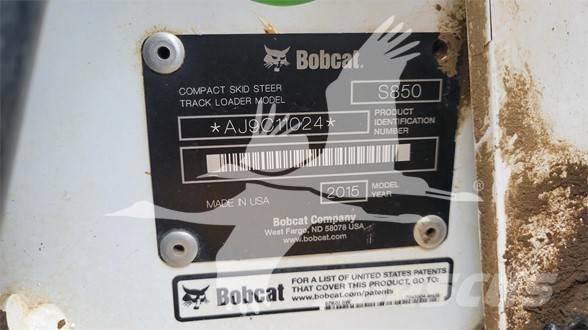 Bobcat
COMPACT SKID STEER
TRACK LOADER MODEL
S850
*AJ9C11024*
PRODUCT
IDENTIFICATION
NUMBER
MADE IN USA
2015
MODEL
YEAR
Bobcat Company
West Fargo, ND 58078 USA
www.bobcat.com
Bobcat
FOR A LIST OF UNITED STATES PATENTS
THAT COVER THIS PRODUCT, GO TO:
www.bobcat.com/patents